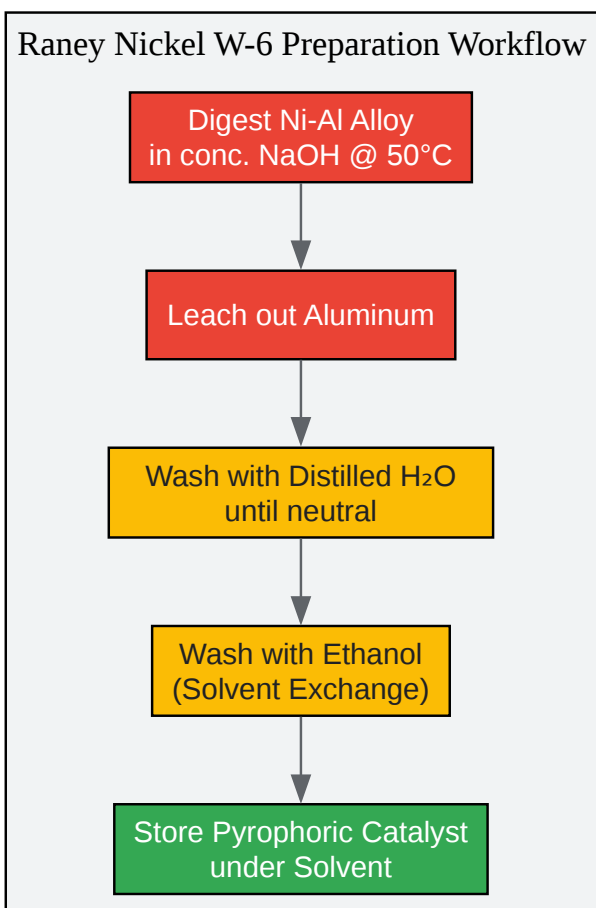 Raney Nickel W-6 Preparation Workflow
Digest Ni-Al Alloy
in conc. NaOH @ 50°C
Leach out Aluminum
Wash with Distilled H₂O
until neutral
Wash with Ethanol
(Solvent Exchange)
Store Pyrophoric Catalyst
under Solvent